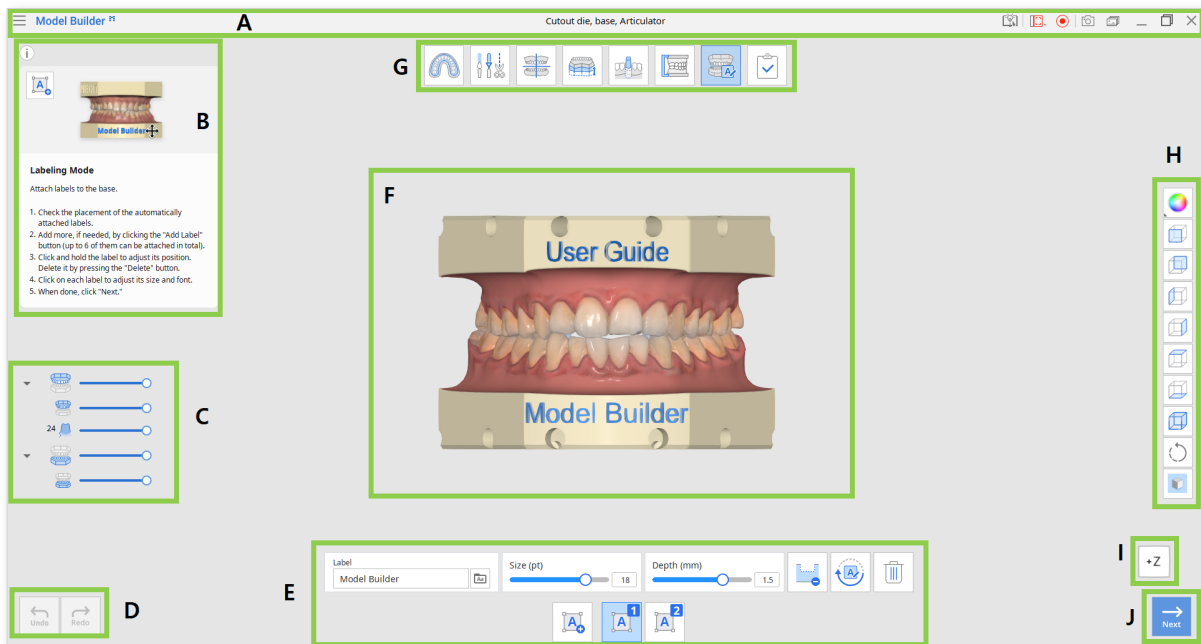 Model Builder
Cutout die, base, Articulator
A
G
B
Model Builder
Labeling Mode
Attach labels to the base.
1. Check the placement of the automatically
attached labels.
2. Add more, if needed, by clicking the "Add Label"
button (up to 6 of them can be attached in total).
3. Click and hold the label to adjust its position.
Delete it by pressing the "Delete" button.
4. Click on each label to adjust its size and font.
5. When done, click "Next."
F
User Guide
Model Builder
H
C
24
E
Label
Model Builder
Aa
Size (pt)
18
Depth (mm)
1.5
A
A 1
A 2
D
Undo
Redo
I
+Z
J
Next